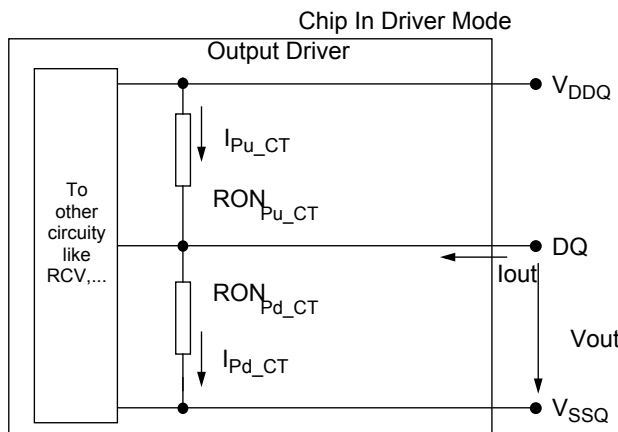 Chip In Driver Mode
Output Driver
VDDQ
IPu_CT
To
other
circuity
like
RCV,...
RONPu_CT
DQ
Iout
RONPd_CT
Vout
IPd_CT
VSSQ